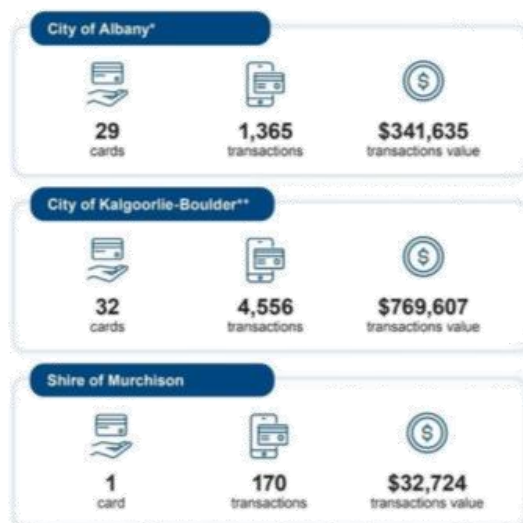 City of Albany*
29 1,365 $341,635
cards transactions transactions value
City of Kalgoorlie-Boulder**
32 4,556 $769,607
cards transactions transactions value
Shire of Murchison
1 170 $32,724
card transactions transactions value